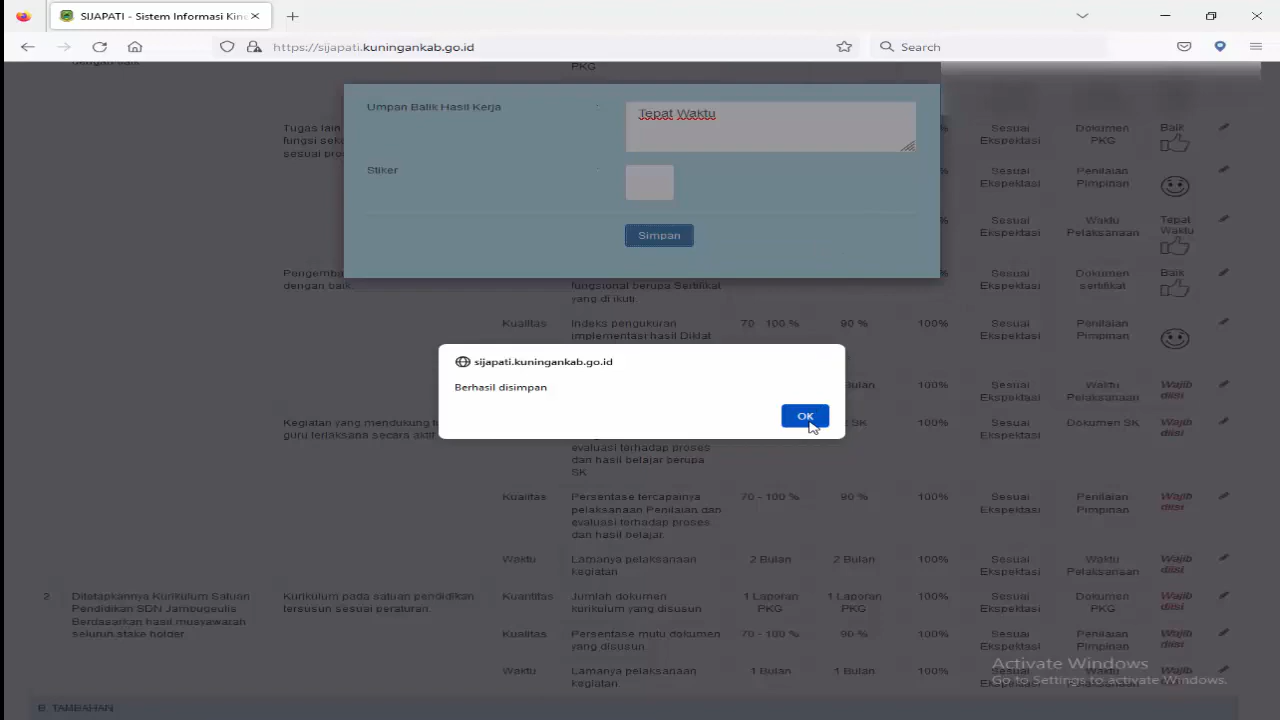 SIJAPATI - Sistem Informasi Kin
https://sijapati.kuningankab.go.id
Search
dengan baik.
PKG
Umpan Balik Hasil Kerja :
Tepat Waktu
Stiker :
Simpan
Tugas lain
fungsi sek
sesuai pro
% Sesuai Ekspektasi Dokumen PKG Baik
Sesuai Ekspektasi Penilaian Pimpinan
% Sesuai Ekspektasi Waktu Pelaksanaan Tepat Waktu
Pengemba
dengan baik.
fungsional berupa Sertifikat
yang di ikuti
% Sesuai Ekspektasi Dokumen sertifikat Baik
Kualitas Indeks pengukuran 70 - 100 % 90 % 100% Sesuai Penilaian
implementasi hasil Diklat Ekspektasi Pimpinan
sijapati.kuningankab.go.id
Berhasil disimpan
OK
Bulan 100% Sesuai Waktu Wajib
Ekspektasi Pelaksanaan diisi
Kegiatan yang mendukung
guru terlaksana secara aktif
100% Sesuai Dokumen SK Wajib
Ekspektasi diisi
evaluasi terhadap proses
dan hasil belajar berupa
SK
Kualitas Persentase tercapainya 70 - 100 % 90 % 100% Sesuai Penilaian Wajib
pelaksanaan Penilaian dan Ekspektasi Pimpinan diisi
evaluasi terhadap proses
dan hasil belajar.
Waktu Lamanya pelaksanaan 2 Bulan 2 Bulan 100% Sesuai Waktu Wajib
kegiatan Ekspektasi Pelaksanaan diisi
2 Ditetapkannya Kurikulum Satuan Kurikulum pada satuan pendidikan Kuantitas Jumlah dokumen 1 Laporan 1 Laporan 100% Sesuai Dokumen Wajib
Pendidikan SDN Jambugeulis tersusun sesuai peraturan. kurikulum yang disusun PKG PKG Ekspektasi PKG diisi
Berdasarkan hasil musyawarah
seluruh stake holder.
Kualitas Persentase mutu dokumen 70 - 100 % 90 % 100% Sesuai Penilaian Wajib
yang disusun Ekspektasi Pimpinan diisi
Waktu Lamanya pelaksanaan 1 Bulan 1 Bulan 100% Sesuai Waktu Wajib
kegiatan Ekspektasi Pelaksanaan diisi
Activate Windows
Go to Settings to activate Windows.
B. TAMBAHAN